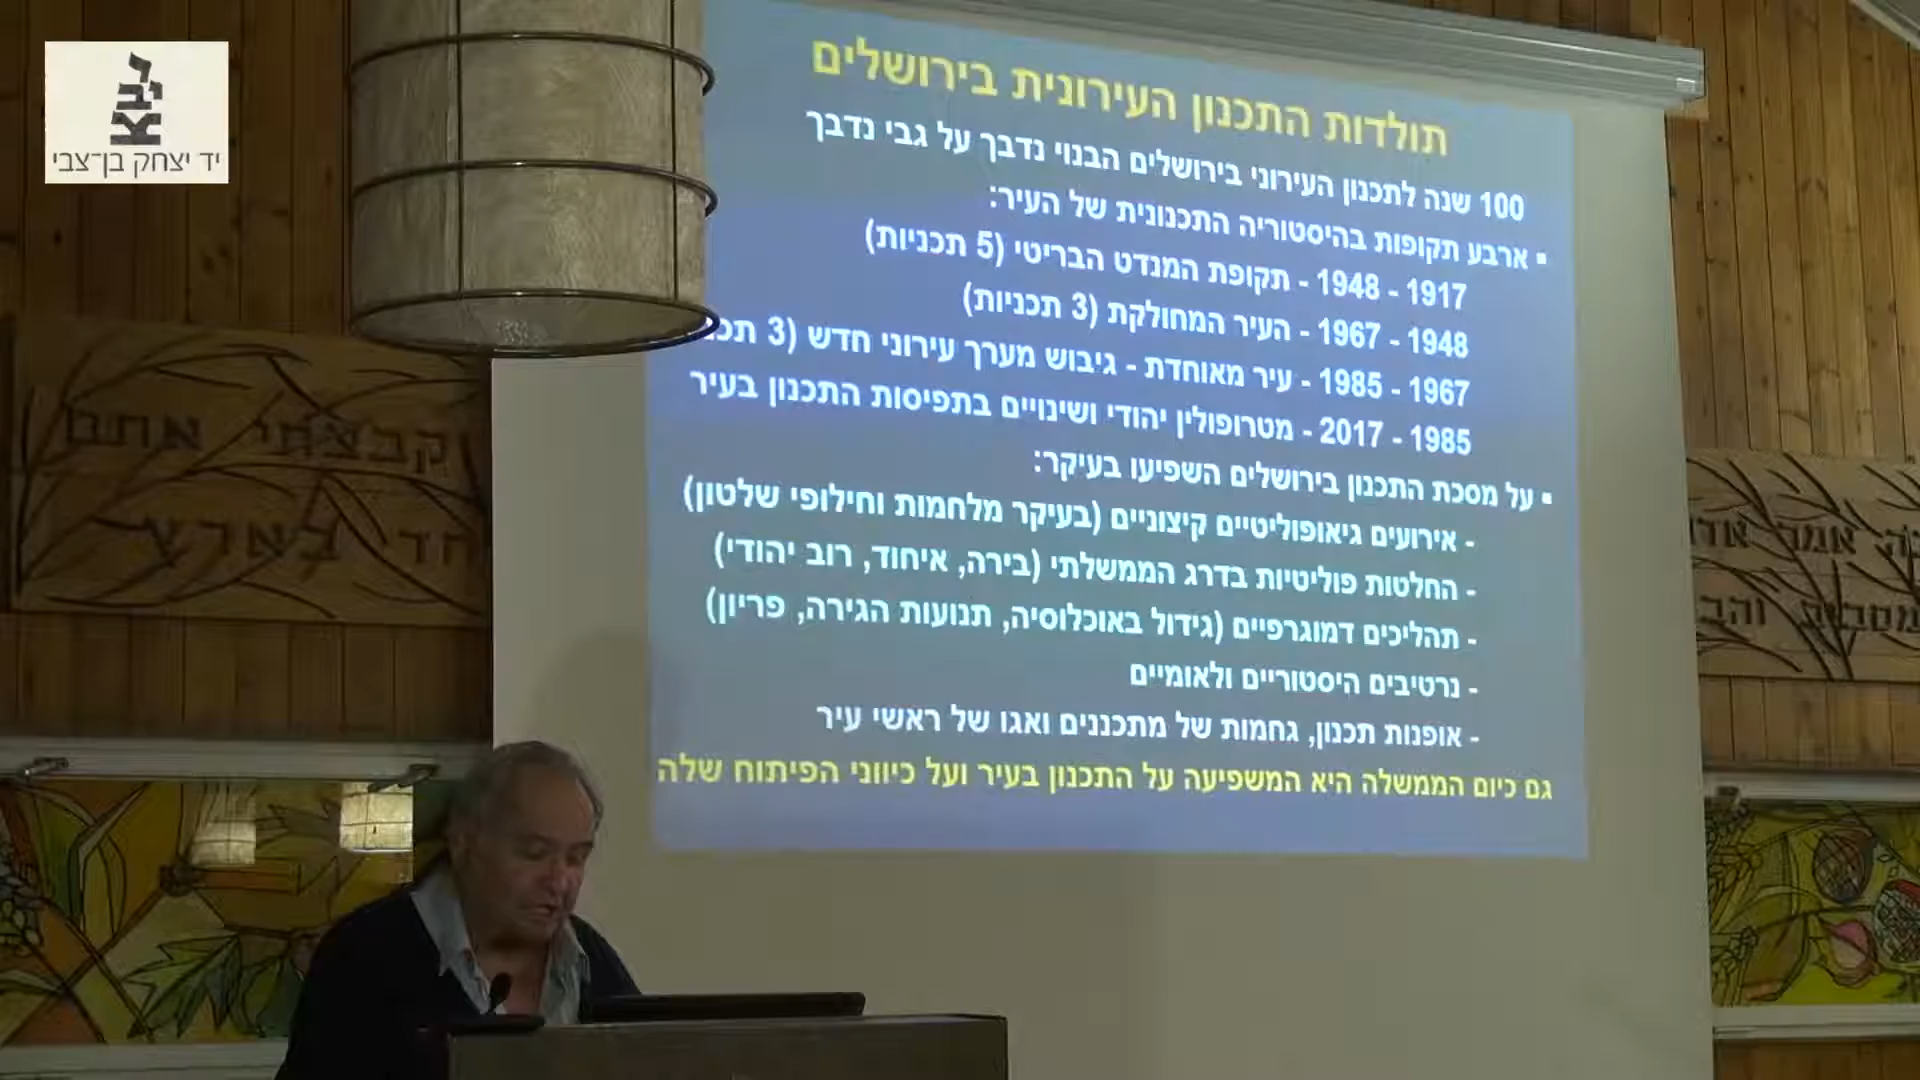 יד יצחק בן־צבי
תולדות התכנון העירונית בירושלים
100 שנה לתכנון העירוני בירושלים הבנוי נדבך על גבי נדבך
▪ ארבע תקופות בהיסטוריה התכנונית של העיר:
1917 - 1948 - תקופת המנדט הבריטי (5 תכניות)
1948 - 1967 - העיר המחולקת (3 תכניות)
1967 - 1985 - עיר מאוחדת - גיבוש מערך עירוני חדש (3
1985 - 2017 - מטרופולין יהודי ושינויים בתפיסות התכנון בעיר
▪ על מסכת התכנון בירושלים השפיעו בעיקר:
- אירועים גיאופוליטיים קיצוניים (בעיקר מלחמות וחילופי שלטון)
- החלטות פוליטיות בדרג הממשלתי (בירה, איחוד, רוב יהודי)
- תהליכים דמוגרפיים (גידול באוכלוסיה, תנועות הגירה, פריון)
- נרטיבים היסטוריים ולאומיים
- אופנות תכנון, גחמות של מתכננים ואגו של ראשי עיר
גם כיום הממשלה היא המשפיעה על התכנון בעיר ועל כיווני הפיתוח שלה
קבצתי אתם
בארץ
אמר